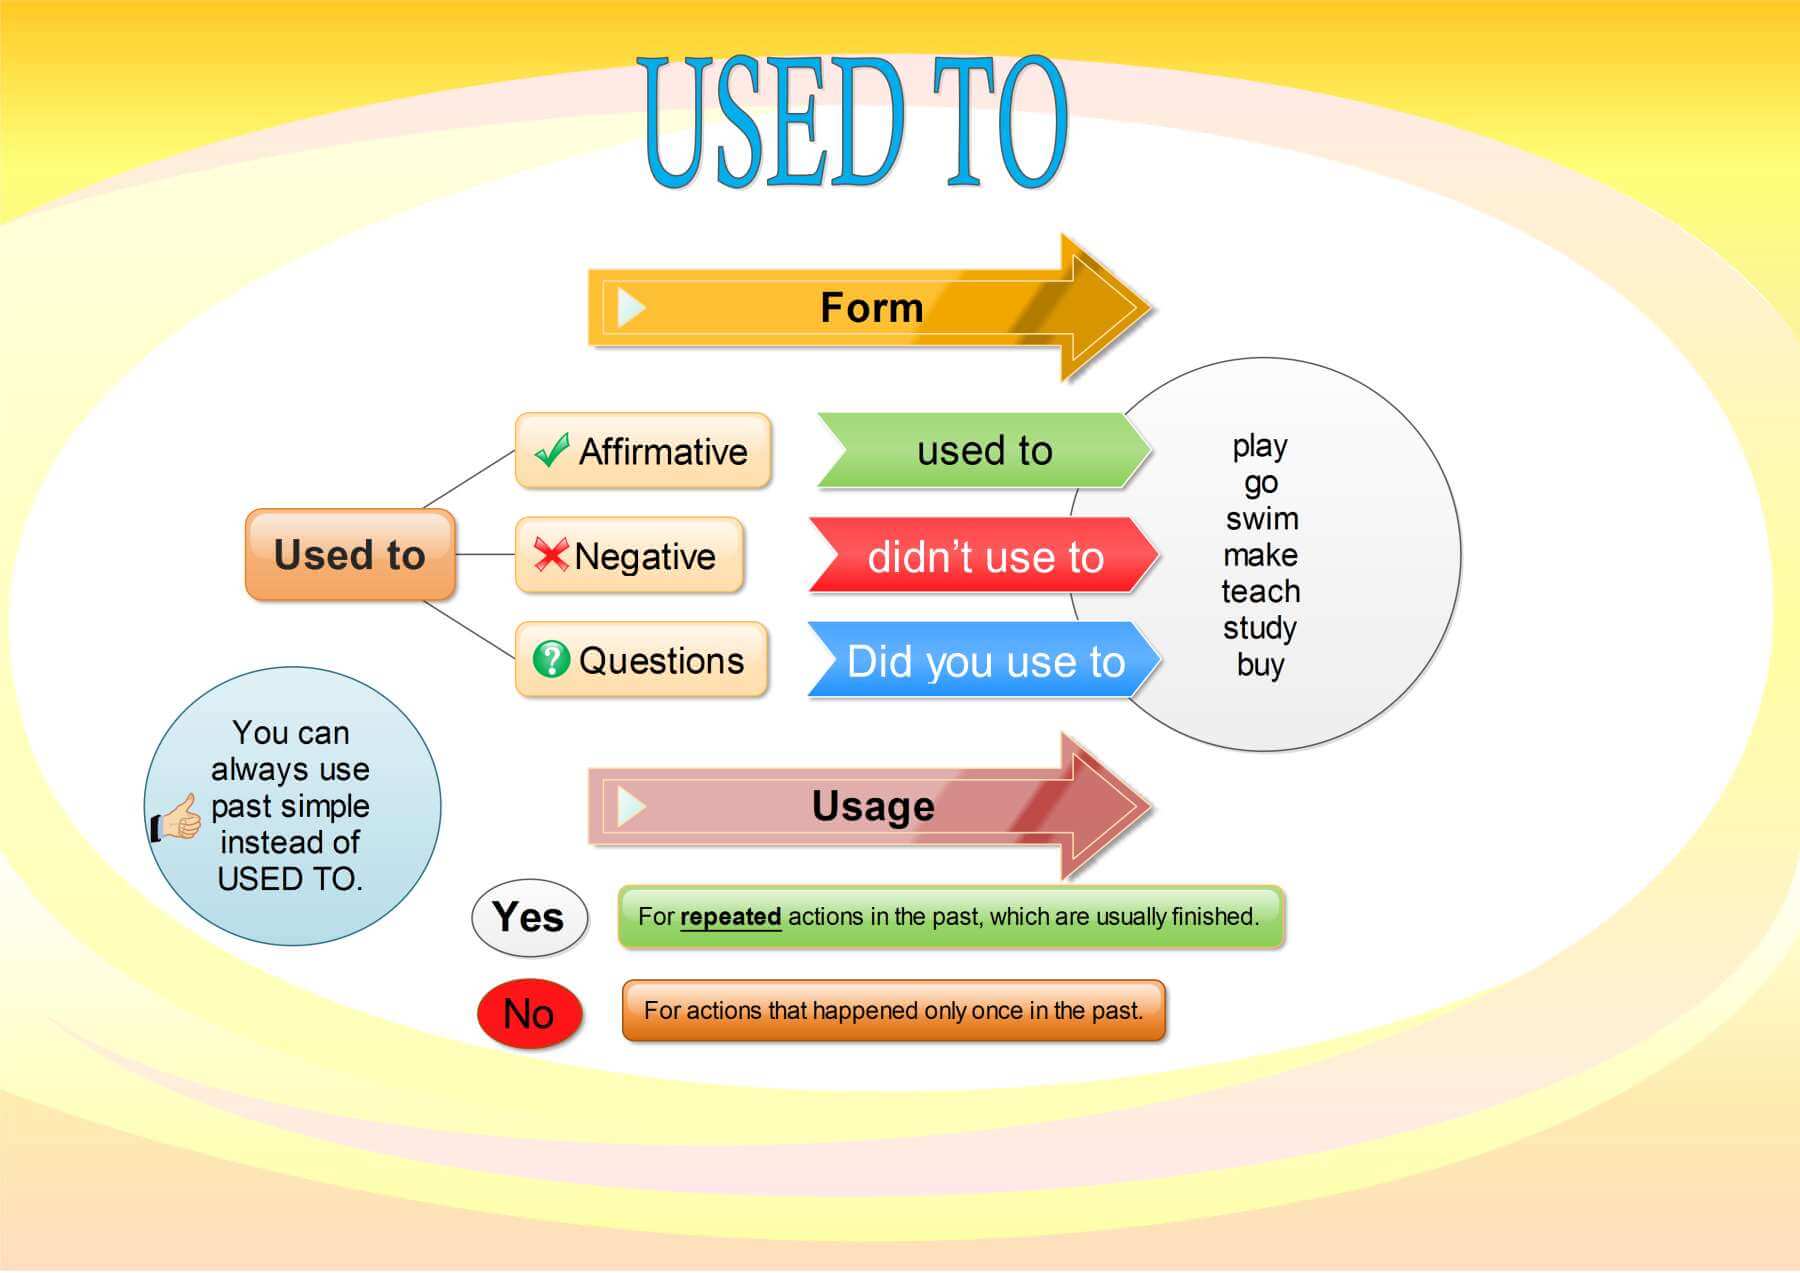 USED TO
Form
Used to
Affirmative
used to
Negative
didn't use to
Questions
Did you use to
play
go
swim
make
teach
study
buy
You can
always use
past simple
instead of
USED TO.
Usage
Yes
For repeated actions in the past, which are usually finished.
No
For actions that happened only once in the past.